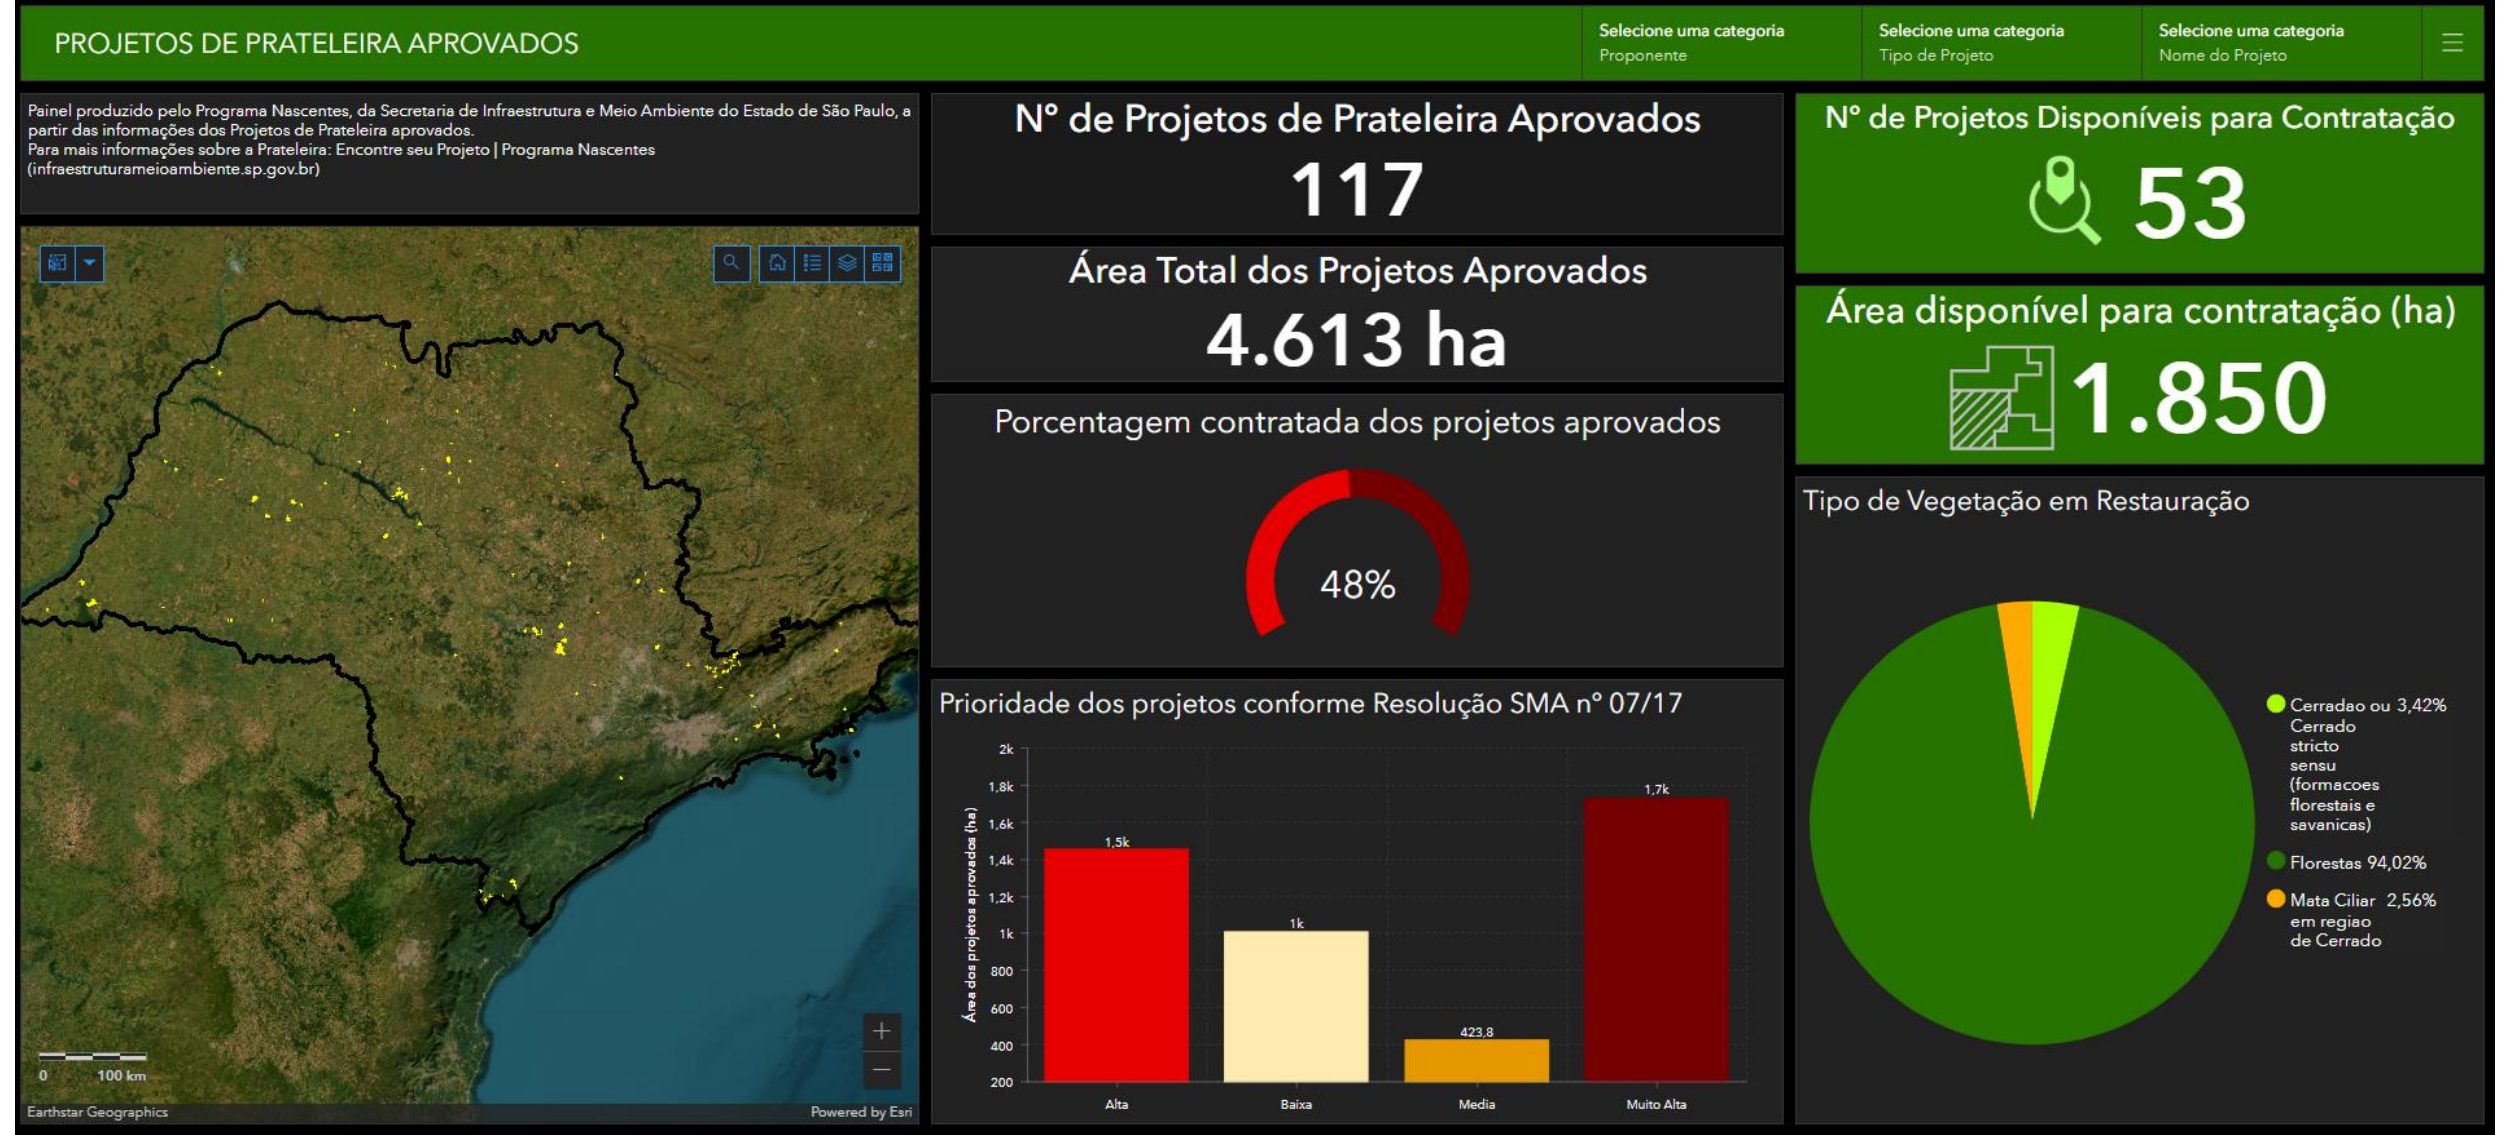 PROJETOS DE PRATELEIRA APROVADOS
Selecione uma categoria
Proponente
Selecione uma categoria
Tipo de Projeto
Selecione uma categoria
Nome do Projeto
Painel produzido pelo Programa Nascentes, da Secretaria de Infraestrutura e Meio Ambiente do Estado de São Paulo, a
partir das informações dos Projetos de Prateleira aprovados.
Para mais informações sobre a Prateleira: Encontre seu Projeto | Programa Nascentes
(infraestruturameioambiente.sp.gov.br)
0
100 km
Earthstar Geographics
Powered by Esri
Nº de Projetos de Prateleira Aprovados
117
Área Total dos Projetos Aprovados
4.613 ha
Porcentagem contratada dos projetos aprovados
48%
Prioridade dos projetos conforme Resolução SMA nº 07/17
Área dos projetos aprovados (ha)
2k
1,8k
1,6k
1,4k
1,2k
1k
800
600
400
200
1,5k
1k
423,8
1,7k
Alta
Baixa
Media
Muito Alta
Nº de Projetos Disponíveis para Contratação
53
Área disponível para contratação (ha)
1.850
Tipo de Vegetação em Restauração
Cerradao ou 3,42%
Cerrado
stricto
sensu
(formacoes
florestais e
savanicas)
Florestas 94,02%
Mata Ciliar 2,56%
em regiao
de Cerrado